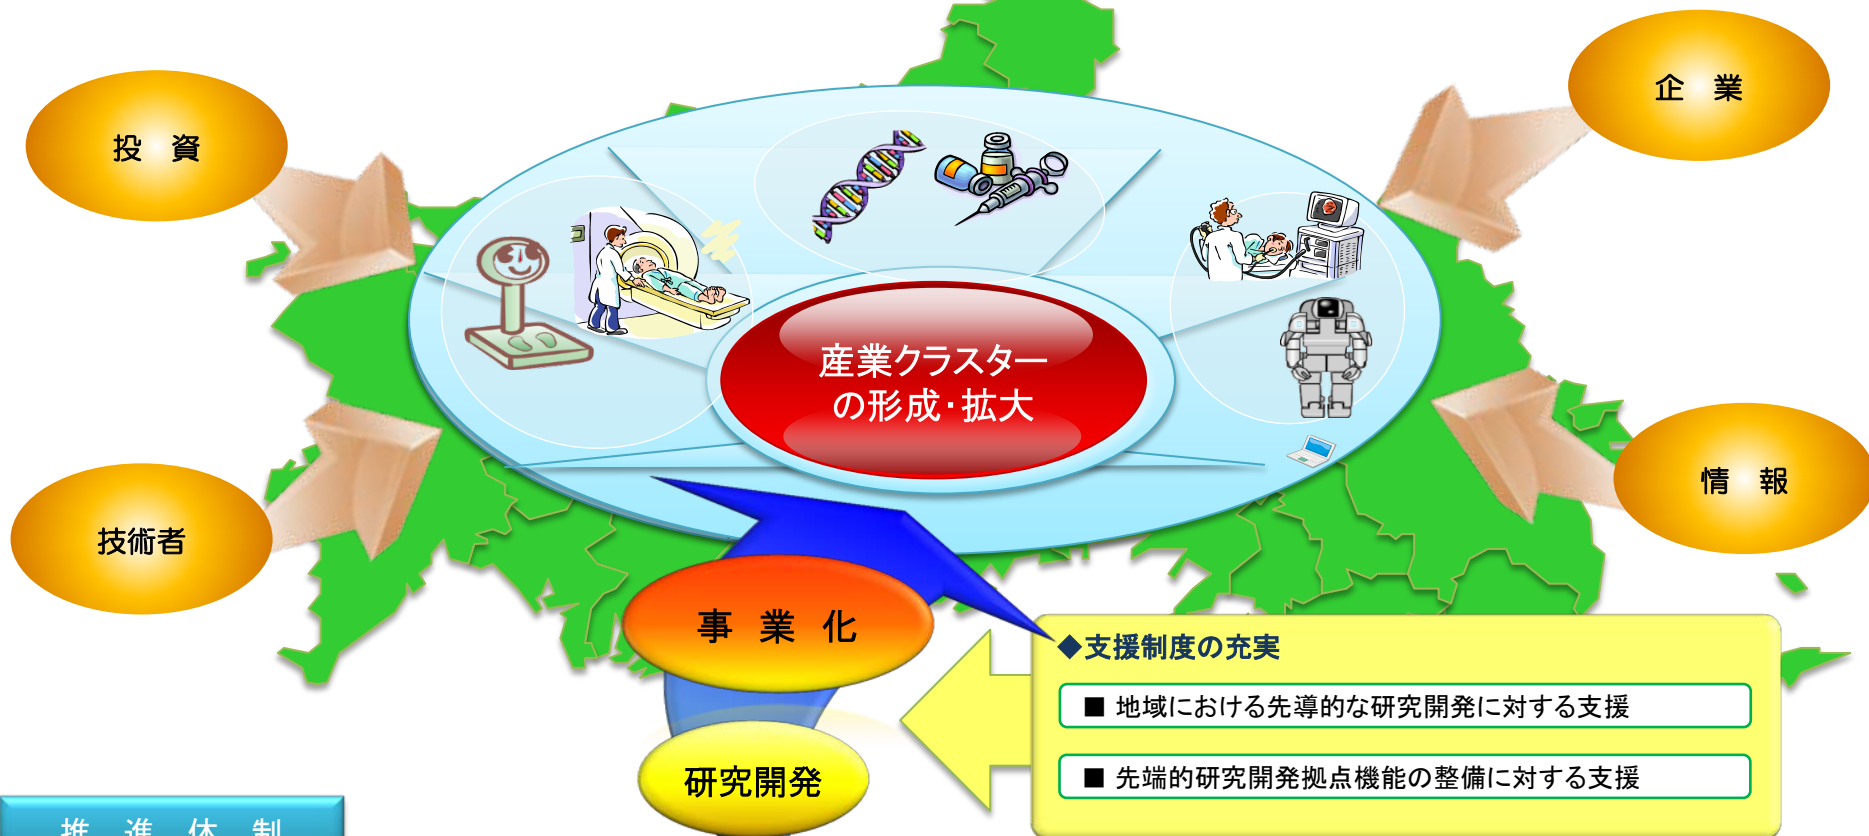 企　業
投　資
産業クラスター
の形成・拡大
情　報
技術者
事　業　化
◆支援制度の充実
■ 地域における先導的な研究開発に対する支援
研究開発
■ 先端的研究開発拠点機能の整備に対する支援
推　進　体　制